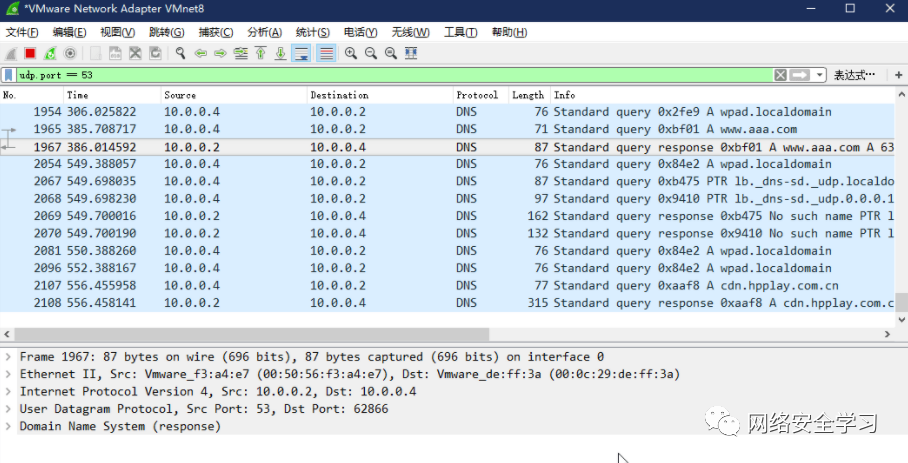 *VMware Network Adapter VMnet8
文件(F) 编辑(E) 视图(V) 跳转(G) 捕获(C) 分析(A) 统计(S) 电话(Y) 无线(W) 工具(T) 帮助(H)
udp.port == 53 表达式… +
No. Time Source Destination Protocol Length Info
1954 306.025822 10.0.0.4 10.0.0.2 DNS 76 Standard query 0x2fe9 A wpad.localdomain
1965 385.708717 10.0.0.4 10.0.0.2 DNS 71 Standard query 0xbf01 A www.aaa.com
1967 386.014592 10.0.0.2 10.0.0.4 DNS 87 Standard query response 0xbf01 A www.aaa.com A 63
2054 549.388057 10.0.0.4 10.0.0.2 DNS 76 Standard query 0x84e2 A wpad.localdomain
2067 549.698035 10.0.0.4 10.0.0.2 DNS 87 Standard query 0xb475 PTR lb._dns-sd._udp.localdo
2068 549.698230 10.0.0.4 10.0.0.2 DNS 97 Standard query 0x9410 PTR lb._dns-sd._udp.0.0.0.1
2069 549.700016 10.0.0.2 10.0.0.4 DNS 162 Standard query response 0xb475 No such name PTR l
2070 549.700190 10.0.0.2 10.0.0.4 DNS 132 Standard query response 0x9410 No such name PTR l
2081 550.388260 10.0.0.4 10.0.0.2 DNS 76 Standard query 0x84e2 A wpad.localdomain
2096 552.388167 10.0.0.4 10.0.0.2 DNS 76 Standard query 0x84e2 A wpad.localdomain
2107 556.455958 10.0.0.4 10.0.0.2 DNS 77 Standard query 0xaaf8 A cdn.hpplay.com.cn
2108 556.458141 10.0.0.2 10.0.0.4 DNS 315 Standard query response 0xaaf8 A cdn.hpplay.com.c
Frame 1967: 87 bytes on wire (696 bits), 87 bytes captured (696 bits) on interface 0
Ethernet II, Src: Vmware_f3:a4:e7 (00:50:56:f3:a4:e7), Dst: Vmware_de:ff:3a (00:0c:29:de:ff:3a)
Internet Protocol Version 4, Src: 10.0.0.2, Dst: 10.0.0.4
User Datagram Protocol, Src Port: 53, Dst Port: 62866
Domain Name System (response)
网络安全学习